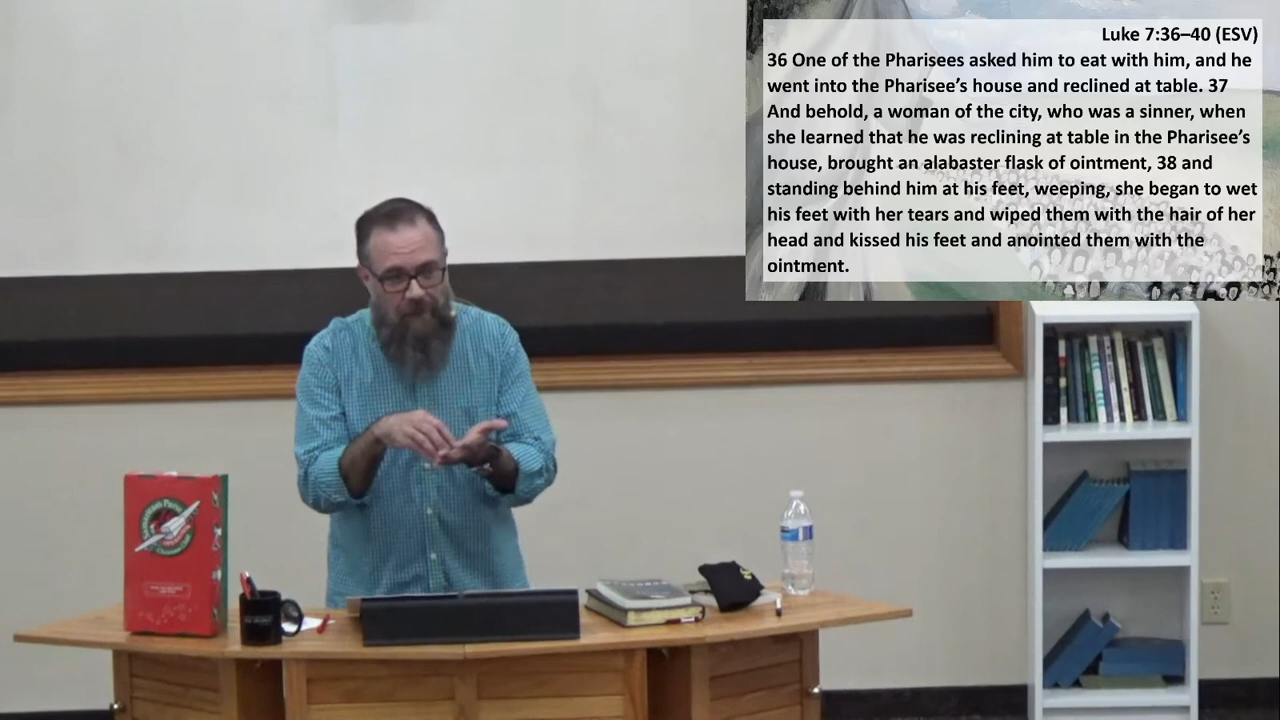 Luke 7:36–40 (ESV)
36 One of the Pharisees asked him to eat with him, and he
went into the Pharisee’s house and reclined at table. 37
And behold, a woman of the city, who was a sinner, when
she learned that he was reclining at table in the Pharisee’s
house, brought an alabaster flask of ointment, 38 and
standing behind him at his feet, weeping, she began to wet
his feet with her tears and wiped them with the hair of her
head and kissed his feet and anointed them with the
ointment.